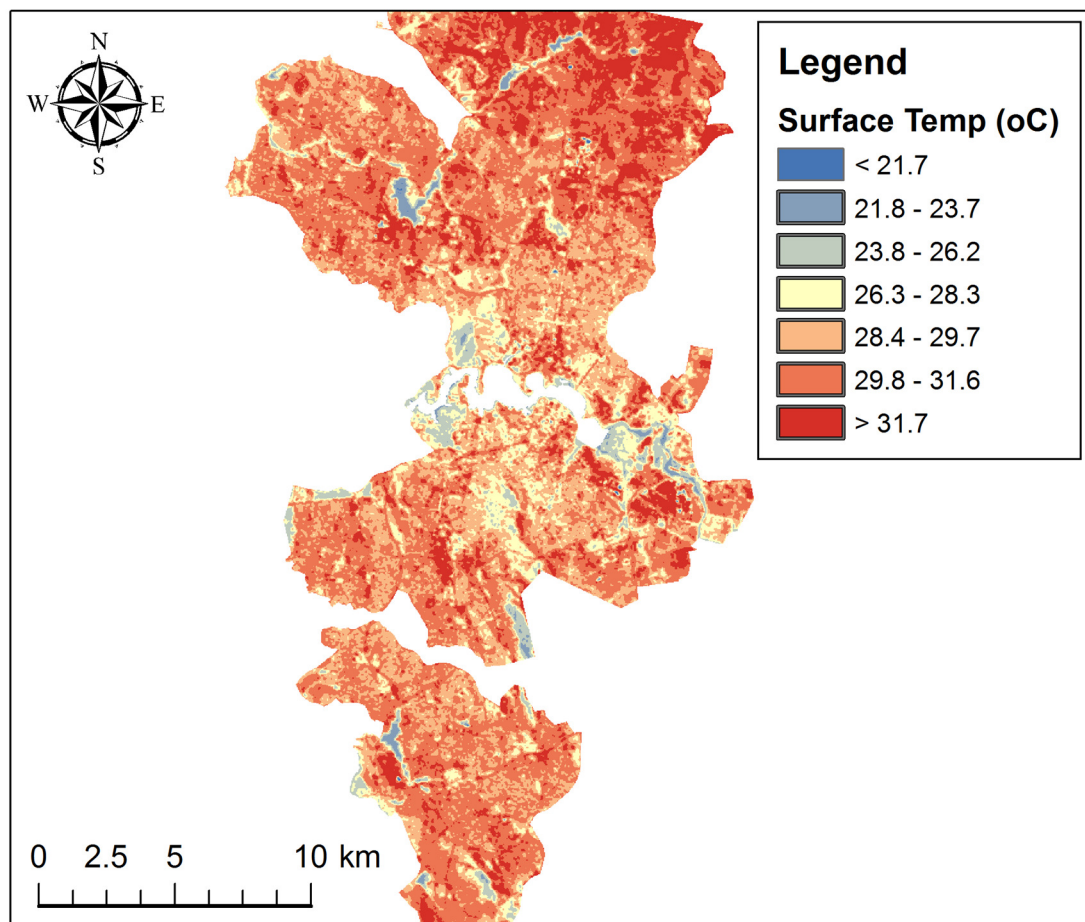 N
W E
S
Legend
Surface Temp (oC)
< 21.7
21.8 - 23.7
23.8 - 26.2
26.3 - 28.3
28.4 - 29.7
29.8 - 31.6
> 31.7
0 2.5 5 10 km